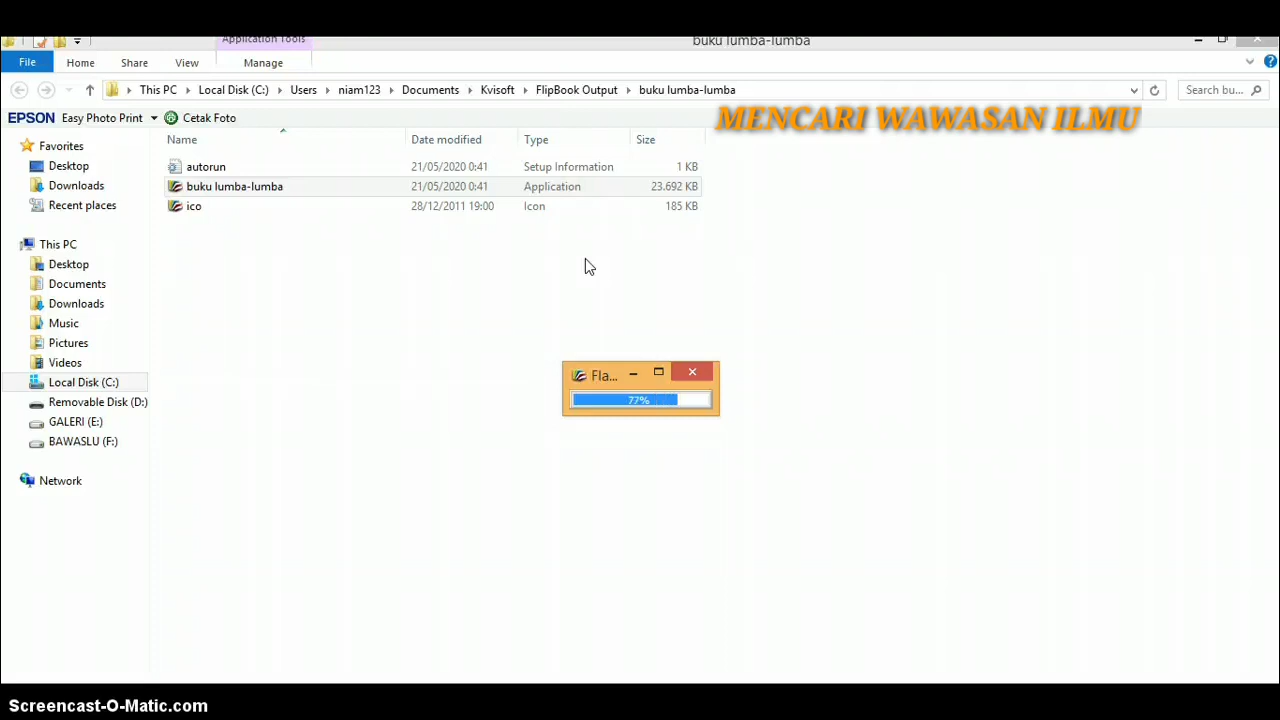 Application Tools
buku lumba-lumba
File Home Share View Manage
This PC Local Disk (C:) Users niam123 Documents Kvisoft FlipBook Output buku lumba-lumba
Search bu...
EPSON Easy Photo Print Cetak Foto
MENCARI WAWASAN ILMU
Name Date modified Type Size
autorun 21/05/2020 0:41 Setup Information 1 KB
buku lumba-lumba 21/05/2020 0:41 Application 23.692 KB
ico 28/12/2011 19:00 Icon 185 KB
Favorites
Desktop
Downloads
Recent places
This PC
Desktop
Documents
Downloads
Music
Pictures
Videos
Local Disk (C:)
Removable Disk (D:)
GALERI (E:)
BAWASLU (F:)
Network
Fla...
77%
Screencast-O-Matic.com